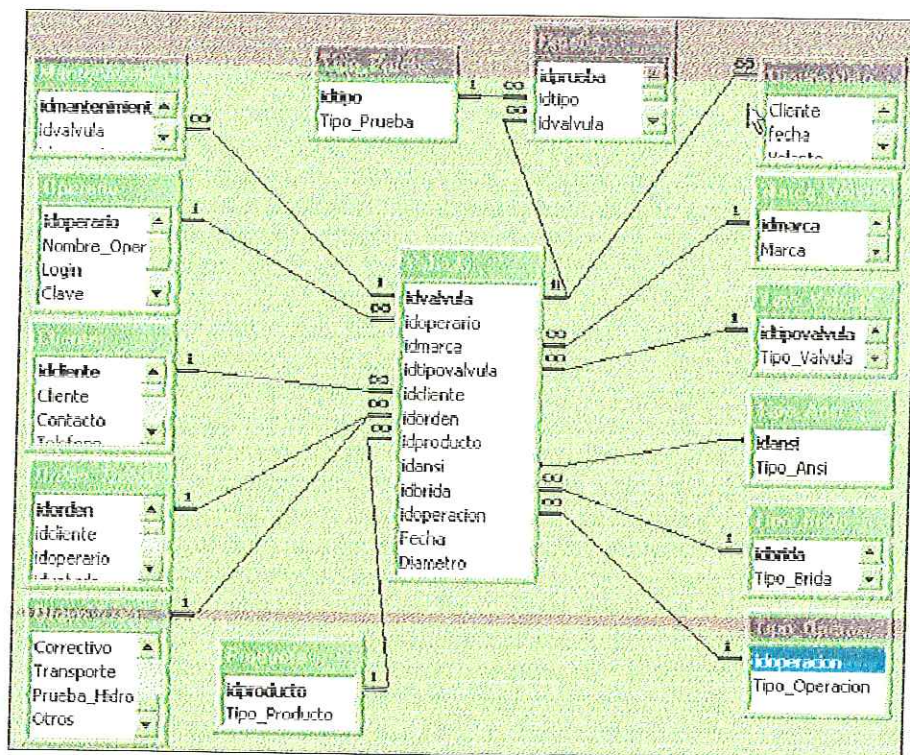 idmantenimient
idvalvula
idtipo
Tipo_Prueba
idprueba
idtipo
idvalvula
Cliente
fecha
idoperario
Nombre_Oper
Login
Clave
idmarca
Marca
idvalvula
idoperario
idmarca
idtipovalvula
idcliente
idorden
idproducto
idansi
idbrida
idoperacion
Fecha
Diametro
idtipovalvula
Tipo_Valvula
idcliente
Cliente
Contacto
Telefono
idansi
Tipo_Ansi
idorden
idcliente
idoperario
idbrida
Tipo_Brida
Correctivo
Transporte
Prueba_Hidro
Otros
idproducto
Tipo_Producto
idoperacion
Tipo_Operacion